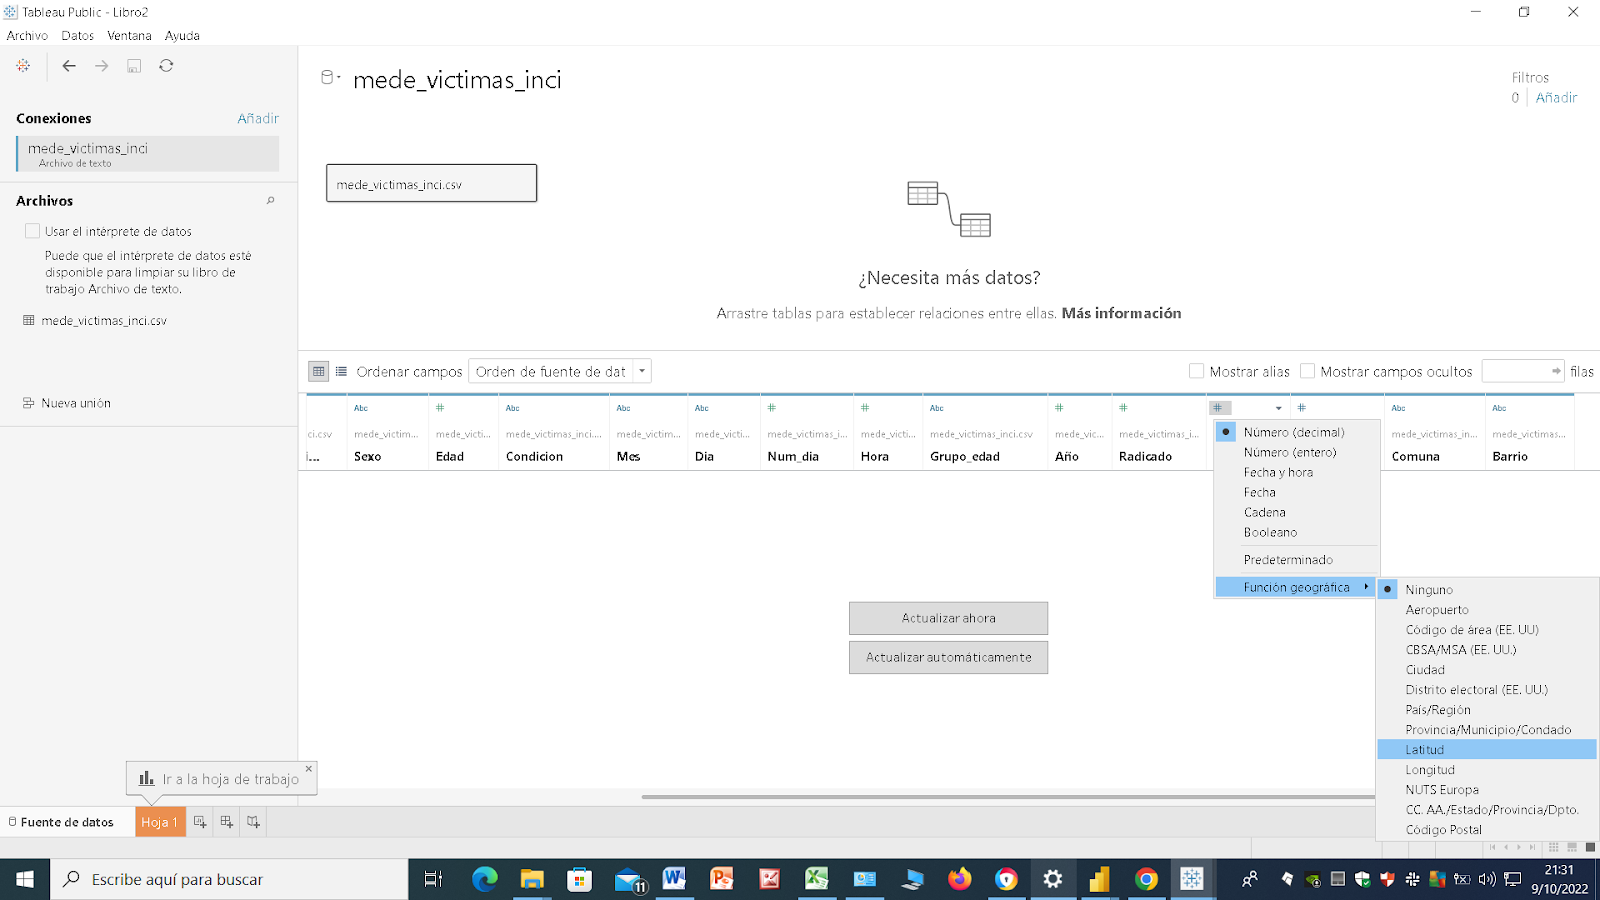 Tableau Public - Libro2
Archivo Datos Ventana Ayuda
mede_victimas_inci
Filtros
0 Añadir
Conexiones Añadir
mede_victimas_inci
Archivo de texto
mede_victimas_inci.csv
Archivos
Usar el intérprete de datos
Puede que el intérprete de datos esté
disponible para limpiar su libro de
trabajo Archivo de texto.
mede_victimas_inci.csv
Nueva unión
¿Necesita más datos?
Arrastre tablas para establecer relaciones entre ellas. Más información
Ordenar campos Orden de fuente de dat Mostrar alias Mostrar campos ocultos filas
Abc # Abc Abc Abc # # Abc # # # # Abc Abc
ci.csv mede_victim... mede_victi... mede_victimas_inci.... mede_victim... mede_victi... mede_victimas_i... mede_vict... mede_victimas_inci.csv mede_vic... mede_victimas_i... mede_victimas_in... mede_victimas...
i... Sexo Edad Condicion Mes Dia Num_dia Hora Grupo_edad Año Radicado Comuna Barrio
Número (decimal)
Número (entero)
Fecha y hora
Fecha
Cadena
Booleano
Predeterminado
Función geográfica
Ninguno
Aeropuerto
Código de área (EE. UU)
CBSA/MSA (EE. UU.)
Ciudad
Distrito electoral (EE. UU.)
País/Región
Provincia/Municipio/Condado
Latitud
Longitud
NUTS Europa
CC. AA./Estado/Provincia/Dpto.
Código Postal
Actualizar ahora
Actualizar automáticamente
Ir a la hoja de trabajo
Fuente de datos Hoja 1
Escribe aquí para buscar
11
21:31
9/10/2022